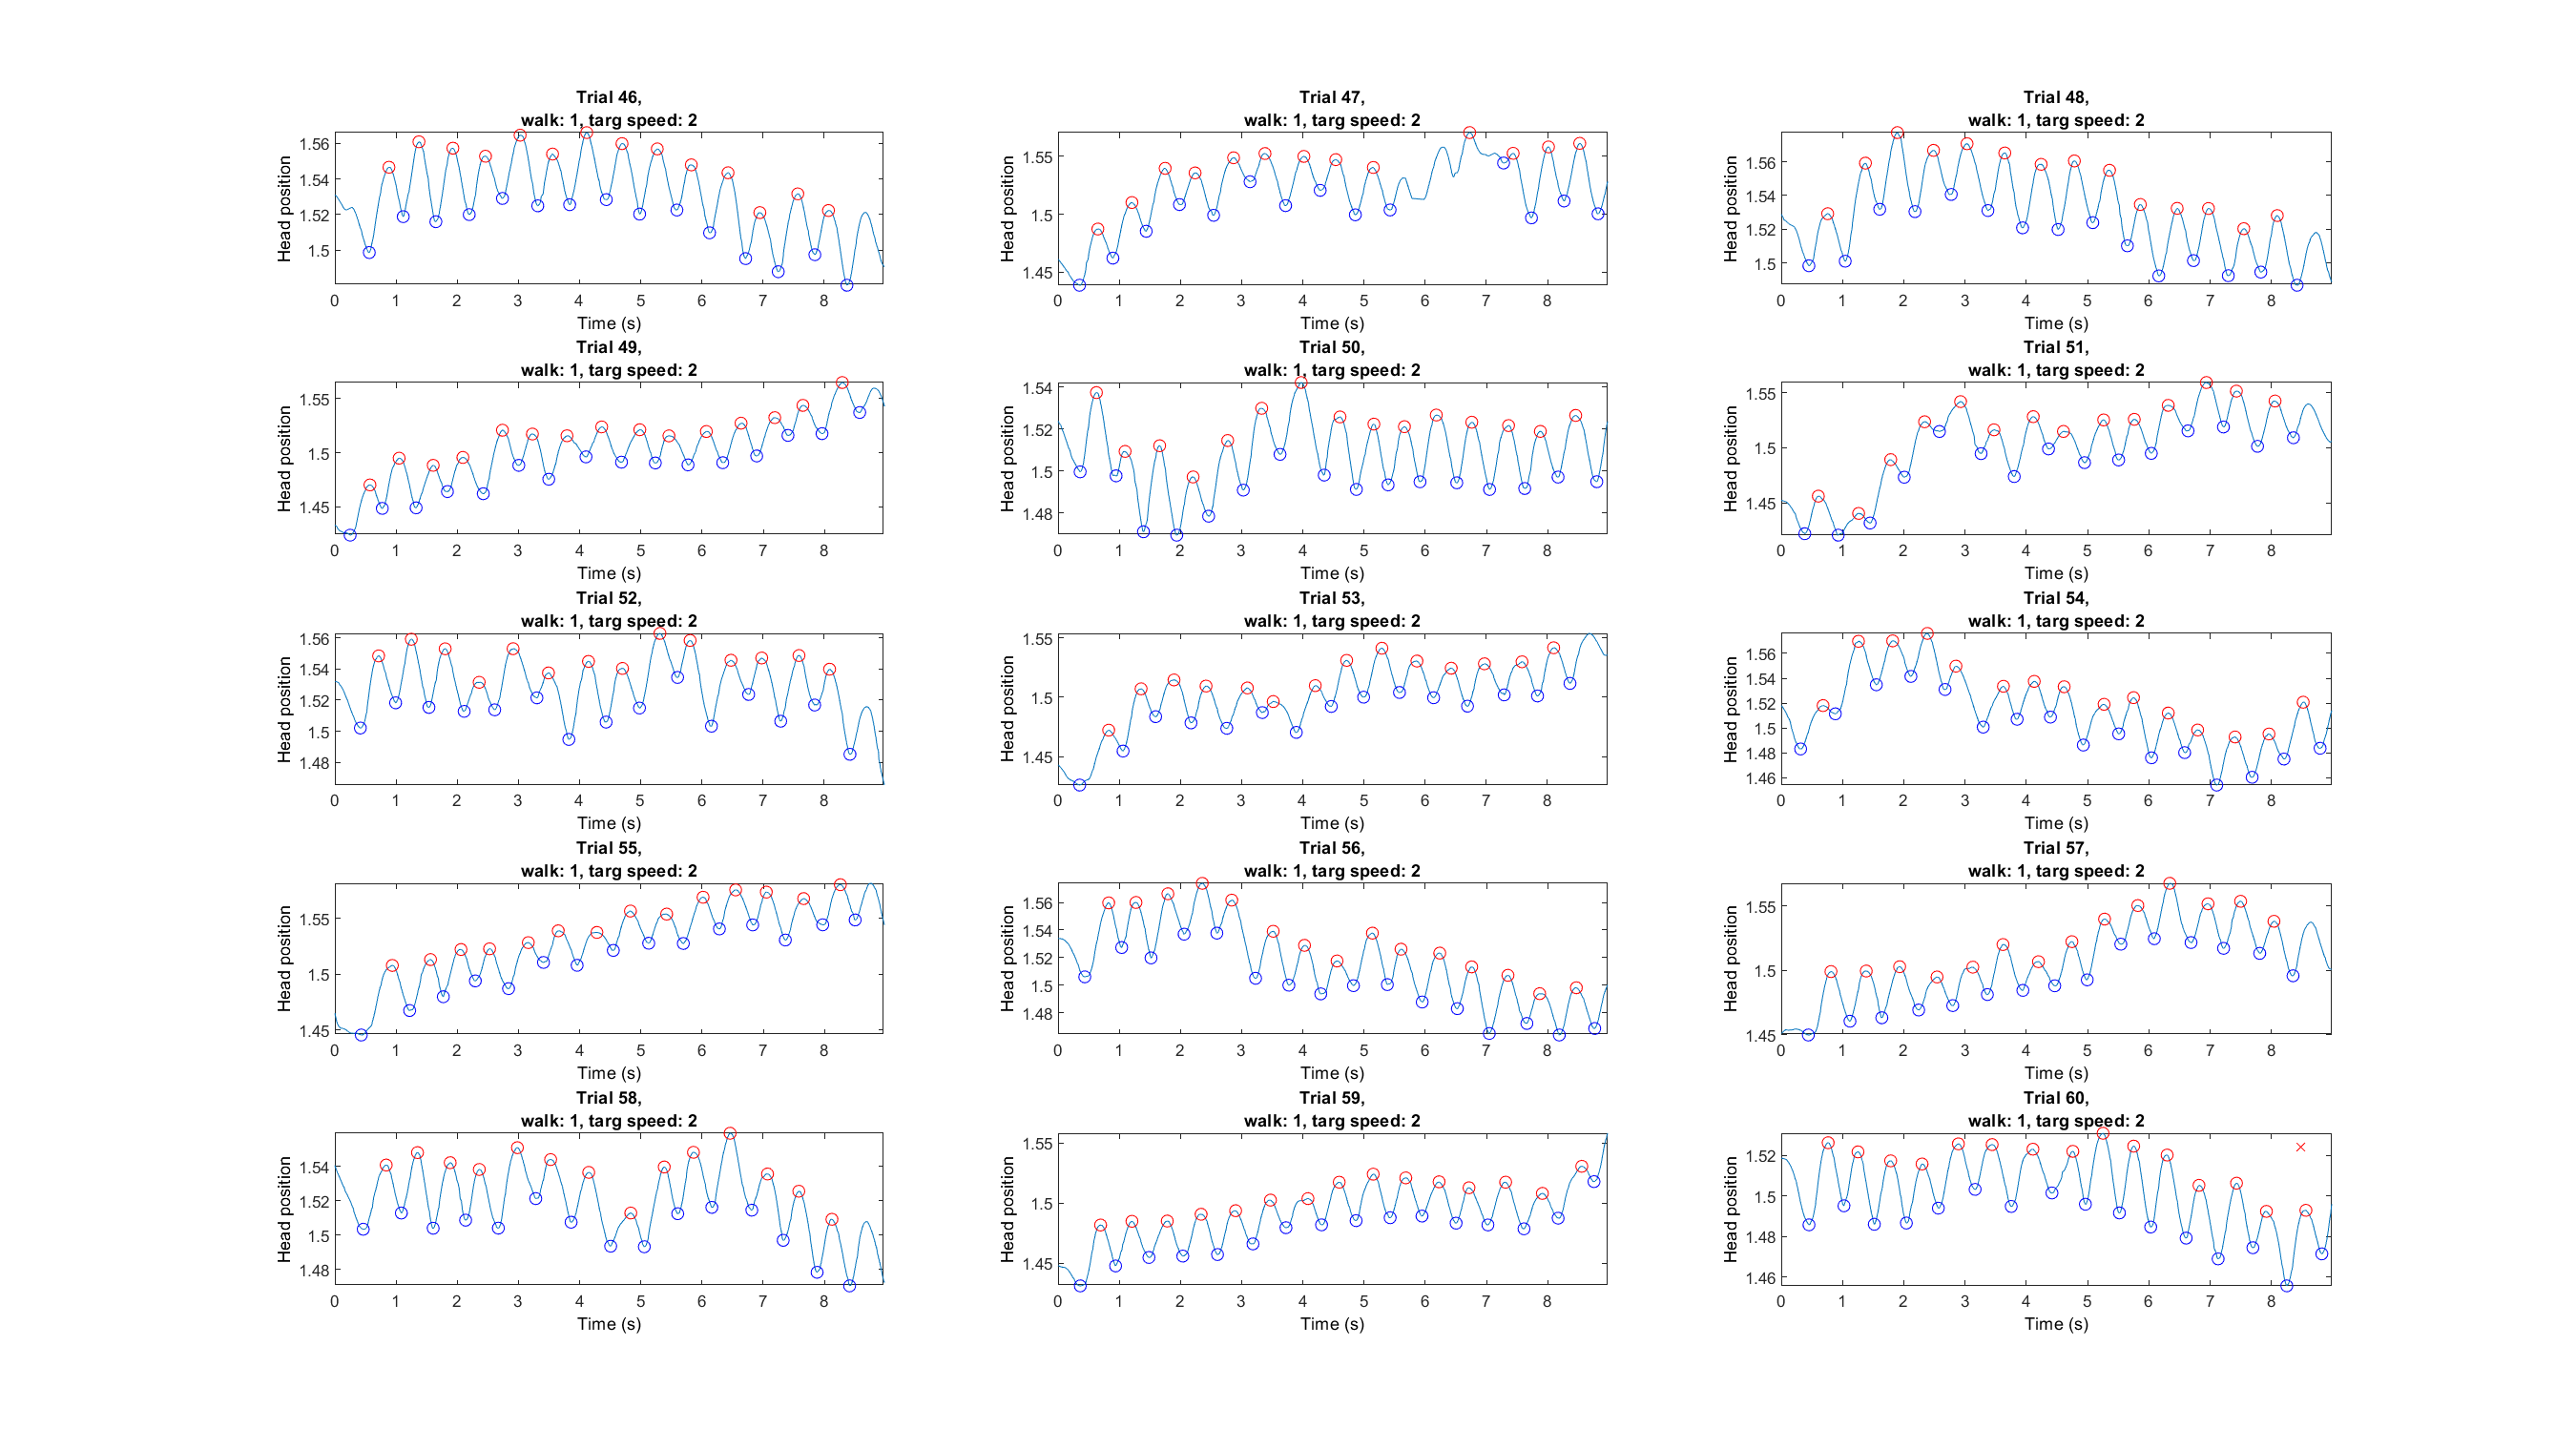 Trial 46,
walk: 1, targ speed: 2
Head position
1.56
1.54
1.52
1.5
0 1 2 3 4 5 6 7 8
Time (s)
Trial 47,
walk: 1, targ speed: 2
Head position
1.55
1.5
1.45
0 1 2 3 4 5 6 7 8
Time (s)
Trial 48,
walk: 1, targ speed: 2
Head position
1.56
1.54
1.52
1.5
0 1 2 3 4 5 6 7 8
Time (s)
Trial 49,
walk: 1, targ speed: 2
Head position
1.55
1.5
1.45
0 1 2 3 4 5 6 7 8
Time (s)
Trial 50,
walk: 1, targ speed: 2
Head position
1.54
1.52
1.5
1.48
0 1 2 3 4 5 6 7 8
Time (s)
Trial 51,
walk: 1, targ speed: 2
Head position
1.55
1.5
1.45
0 1 2 3 4 5 6 7 8
Time (s)
Trial 52,
walk: 1, targ speed: 2
Head position
1.56
1.54
1.52
1.5
1.48
0 1 2 3 4 5 6 7 8
Time (s)
Trial 53,
walk: 1, targ speed: 2
Head position
1.55
1.5
1.45
0 1 2 3 4 5 6 7 8
Time (s)
Trial 54,
walk: 1, targ speed: 2
Head position
1.56
1.54
1.52
1.5
1.48
1.46
0 1 2 3 4 5 6 7 8
Time (s)
Trial 55,
walk: 1, targ speed: 2
Head position
1.55
1.5
1.45
0 1 2 3 4 5 6 7 8
Time (s)
Trial 56,
walk: 1, targ speed: 2
Head position
1.56
1.54
1.52
1.5
1.48
0 1 2 3 4 5 6 7 8
Time (s)
Trial 57,
walk: 1, targ speed: 2
Head position
1.55
1.5
1.45
0 1 2 3 4 5 6 7 8
Time (s)
Trial 58,
walk: 1, targ speed: 2
Head position
1.54
1.52
1.5
1.48
0 1 2 3 4 5 6 7 8
Time (s)
Trial 59,
walk: 1, targ speed: 2
Head position
1.55
1.5
1.45
0 1 2 3 4 5 6 7 8
Time (s)
Trial 60,
walk: 1, targ speed: 2
Head position
1.52
1.5
1.48
1.46
0 1 2 3 4 5 6 7 8
Time (s)